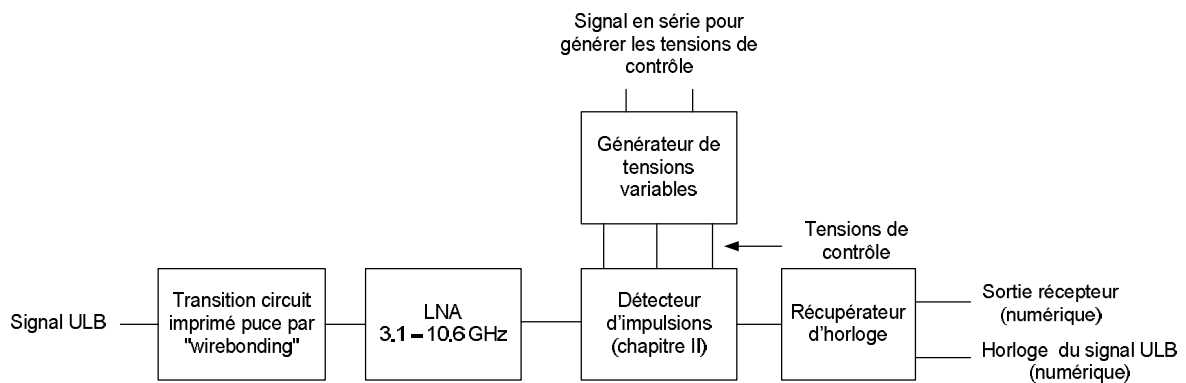 Signal en série pour
générer les tensions de
contrôle
Générateur de
tensions
variables
Tensions de
contrôle
Signal ULB
Transition circuit
imprimé puce par
"wirebonding"
LNA
3.1 – 10.6 GHz
Détecteur
d'impulsions
(chapitre II)
Récupérateur
d'horloge
Sortie récepteur
(numérique)
Horloge du signal ULB
(numérique)